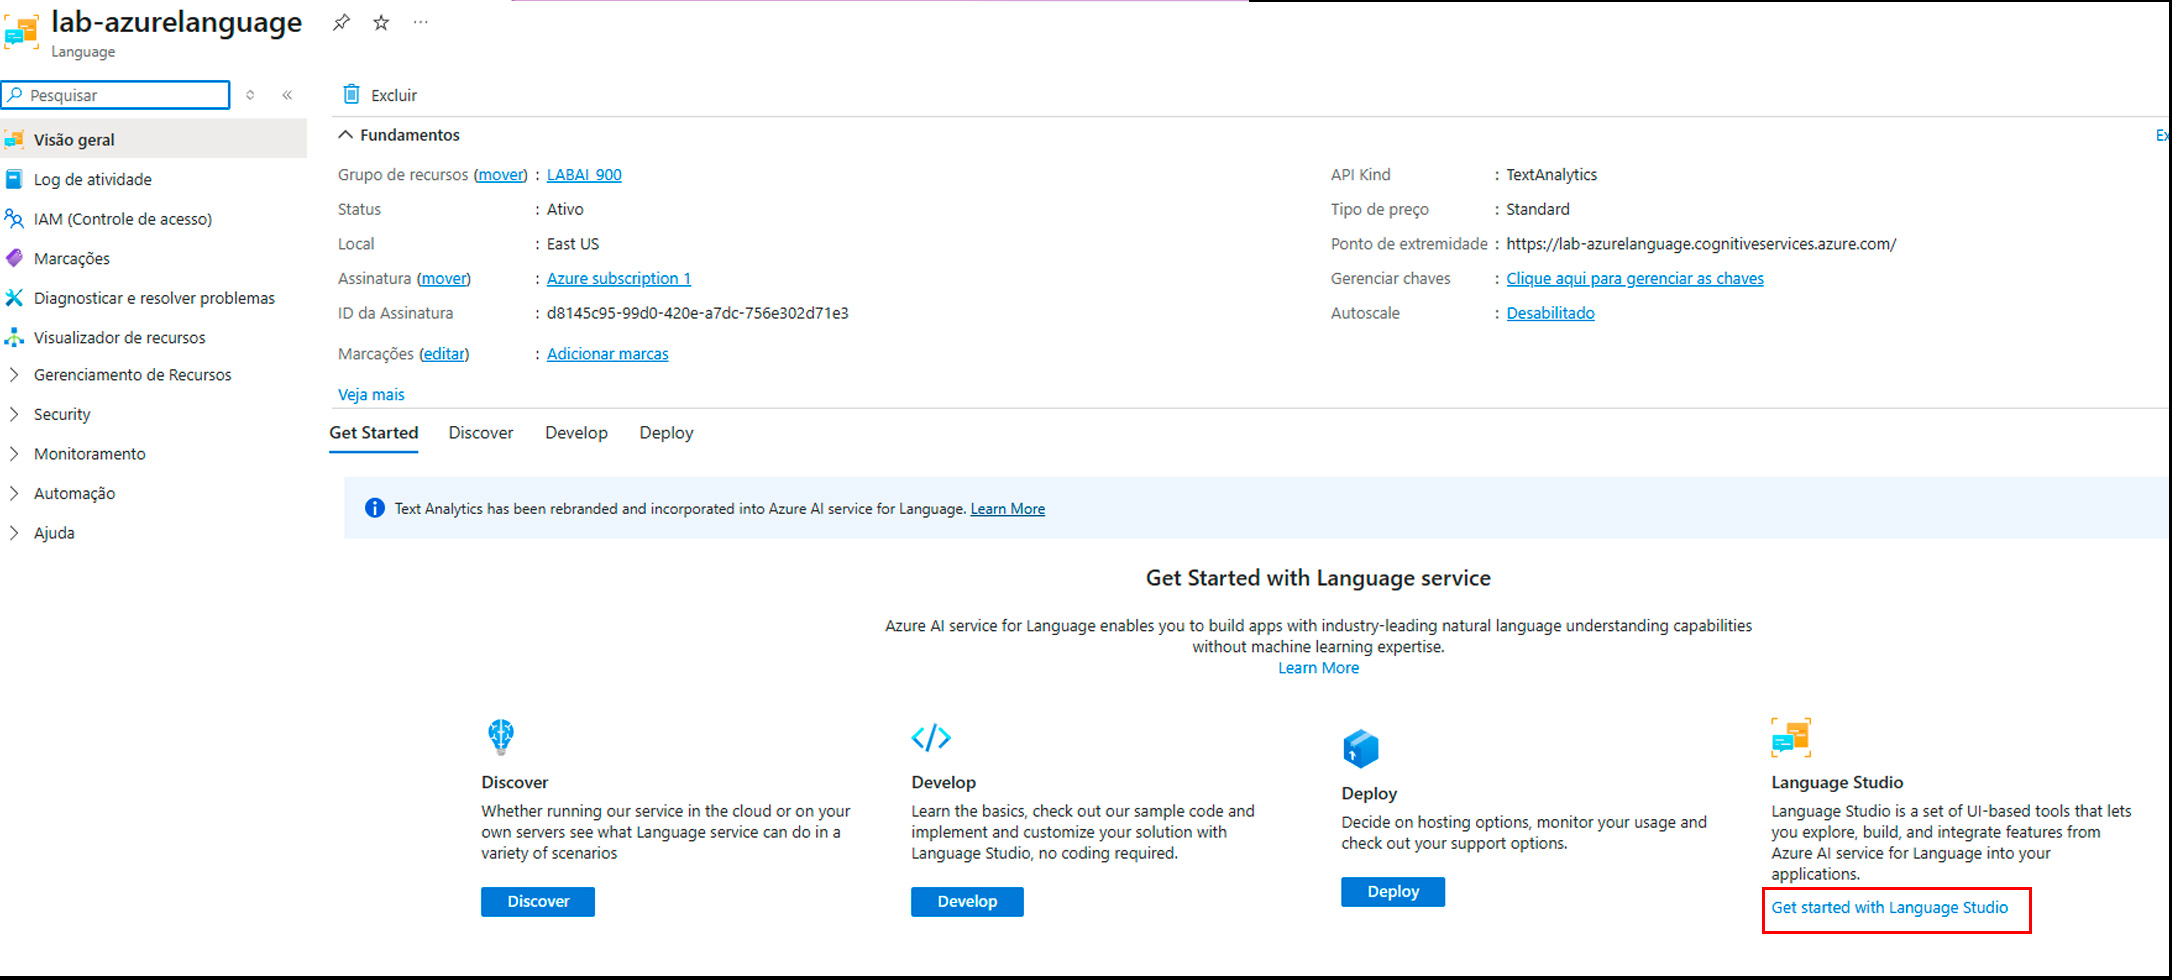 lab-azurelanguage
Language
Pesquisar
Visão geral
Log de atividade
IAM (Controle de acesso)
Marcações
Diagnosticar e resolver problemas
Visualizador de recursos
Gerenciamento de Recursos
Security
Monitoramento
Automação
Ajuda
Excluir
Fundamentos
Grupo de recursos (mover) : LABAI_900
Status : Ativo
Local : East US
Assinatura (mover) : Azure subscription 1
ID da Assinatura : d8145c95-99d0-420e-a7dc-756e302d71e3
Marcações (editar) : Adicionar marcas
Veja mais
API Kind : TextAnalytics
Tipo de preço : Standard
Ponto de extremidade : https://lab-azurelanguage.cognitiveservices.azure.com/
Gerenciar chaves : Clique aqui para gerenciar as chaves
Autoscale : Desabilitado
Get Started Discover Develop Deploy
Text Analytics has been rebranded and incorporated into Azure AI service for Language. Learn More
Get Started with Language service
Azure AI service for Language enables you to build apps with industry-leading natural language understanding capabilities
without machine learning expertise.
Learn More
Discover
Whether running our service in the cloud or on your
own servers see what Language service can do in a
variety of scenarios
Discover
Develop
Learn the basics, check out our sample code and
implement and customize your solution with
Language Studio, no coding required.
Develop
Deploy
Decide on hosting options, monitor your usage and
check out your support options.
Deploy
Language Studio
Language Studio is a set of UI-based tools that lets
you explore, build, and integrate features from
Azure AI service for Language into your
applications.
Get started with Language Studio